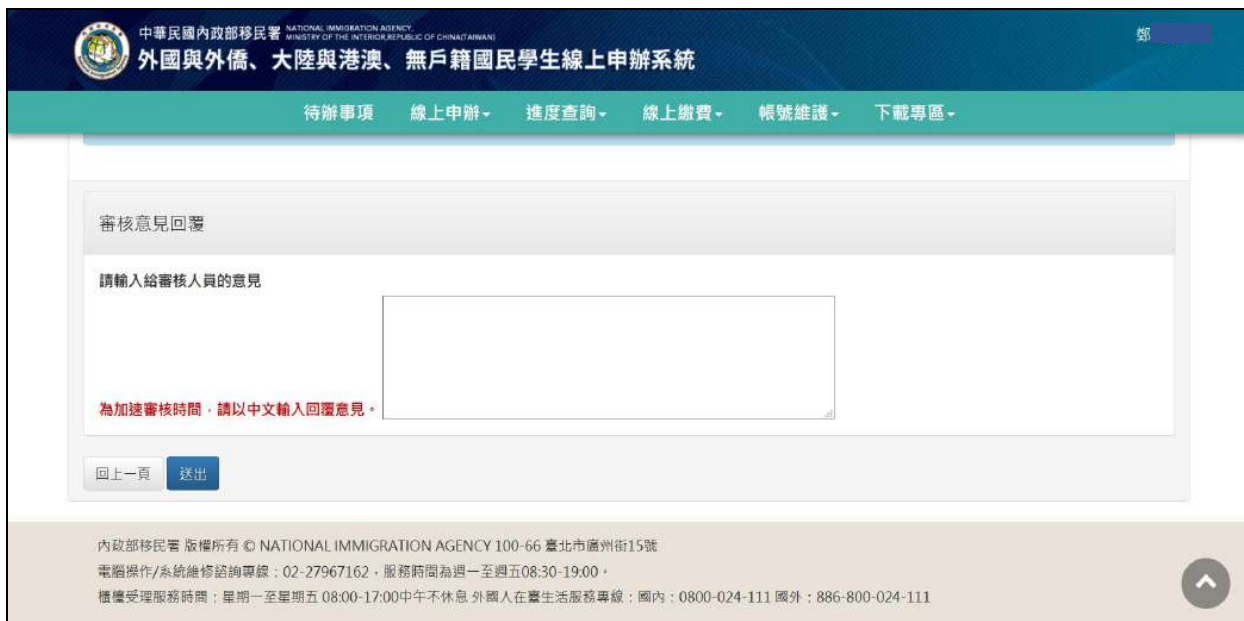 中華民國內政部移民署 NATIONAL IMMIGRATION AGENCY,
MINISTRY OF THE INTERIOR,REPUBLIC OF CHINA(TAIWAN)
外國與外僑、大陸與港澳、無戶籍國民學生線上申辦系統
鄭
待辦事項 線上申辦 進度查詢 線上繳費 帳號維護 下載專區
審核意見回覆
請輸入給審核人員的意見
為加速審核時間，請以中文輸入回覆意見。
回上一頁 送出
內政部移民署 版權所有 © NATIONAL IMMIGRATION AGENCY 100-66 臺北市廣州街15號
電腦操作/系統維修諮詢專線：02-27967162，服務時間為週一至週五08:30-19:00。
櫃檯受理服務時間：星期一至星期五 08:00-17:00中午不休息 外國人在臺生活服務專線：國內：0800-024-111 國外：886-800-024-111